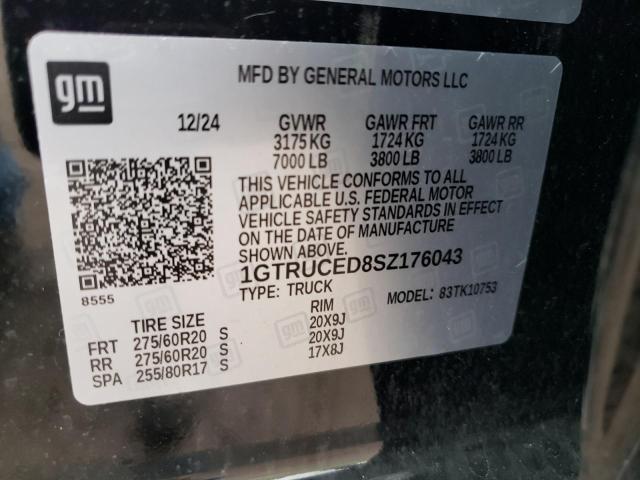 gm
MFD BY GENERAL MOTORS LLC
12/24 GVWR GAWR FRT GAWR RR
3175 KG 1724 KG 1724 KG
7000 LB 3800 LB 3800 LB
THIS VEHICLE CONFORMS TO ALL
APPLICABLE U.S. FEDERAL MOTOR
VEHICLE SAFETY STANDARDS IN EFFECT
ON THE DATE OF MANUFACTURE
SHOWN ABOVE.
8555
1GTRUCED8SZ176043
TYPE: TRUCK MODEL: 83TK10753
TIRE SIZE RIM
FRT 275/60R20 S 20X9J
RR 275/60R20 S 20X9J
SPA 255/80R17 S 17X8J